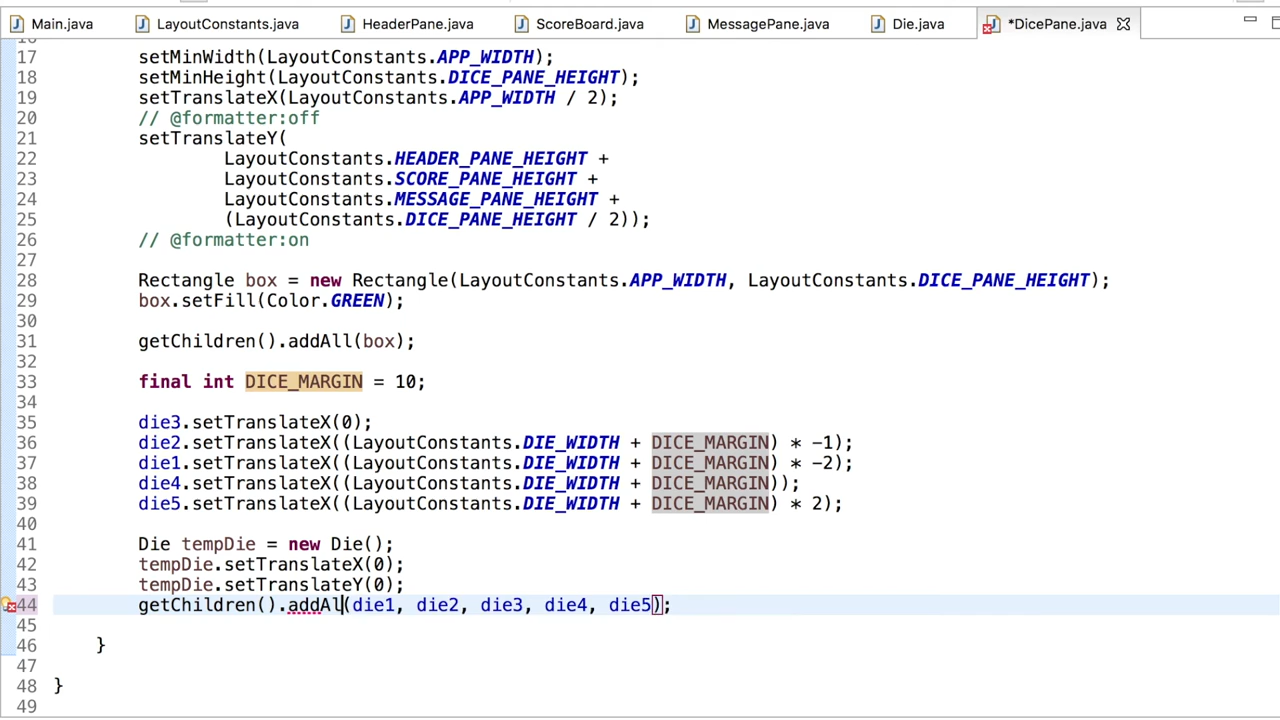 Main.java LayoutConstants.java HeaderPane.java ScoreBoard.java MessagePane.java Die.java *DicePane.java
17 setMinWidth(LayoutConstants.APP_WIDTH);
18 setMinHeight(LayoutConstants.DICE_PANE_HEIGHT);
19 setTranslateX(LayoutConstants.APP_WIDTH / 2);
20 // @formatter:off
21 setTranslateY(
22 LayoutConstants.HEADER_PANE_HEIGHT +
23 LayoutConstants.SCORE_PANE_HEIGHT +
24 LayoutConstants.MESSAGE_PANE_HEIGHT +
25 (LayoutConstants.DICE_PANE_HEIGHT / 2));
26 // @formatter:on
27
28 Rectangle box = new Rectangle(LayoutConstants.APP_WIDTH, LayoutConstants.DICE_PANE_HEIGHT);
29 box.setFill(Color.GREEN);
30
31 getChildren().addAll(box);
32
33 final int DICE_MARGIN = 10;
34
35 die3.setTranslateX(0);
36 die2.setTranslateX((LayoutConstants.DIE_WIDTH + DICE_MARGIN) * -1);
37 die1.setTranslateX((LayoutConstants.DIE_WIDTH + DICE_MARGIN) * -2);
38 die4.setTranslateX((LayoutConstants.DIE_WIDTH + DICE_MARGIN));
39 die5.setTranslateX((LayoutConstants.DIE_WIDTH + DICE_MARGIN) * 2);
40
41 Die tempDie = new Die();
42 tempDie.setTranslateX(0);
43 tempDie.setTranslateY(0);
44 getChildren().addAl(die1, die2, die3, die4, die5);
45
46 }
47
48 }
49